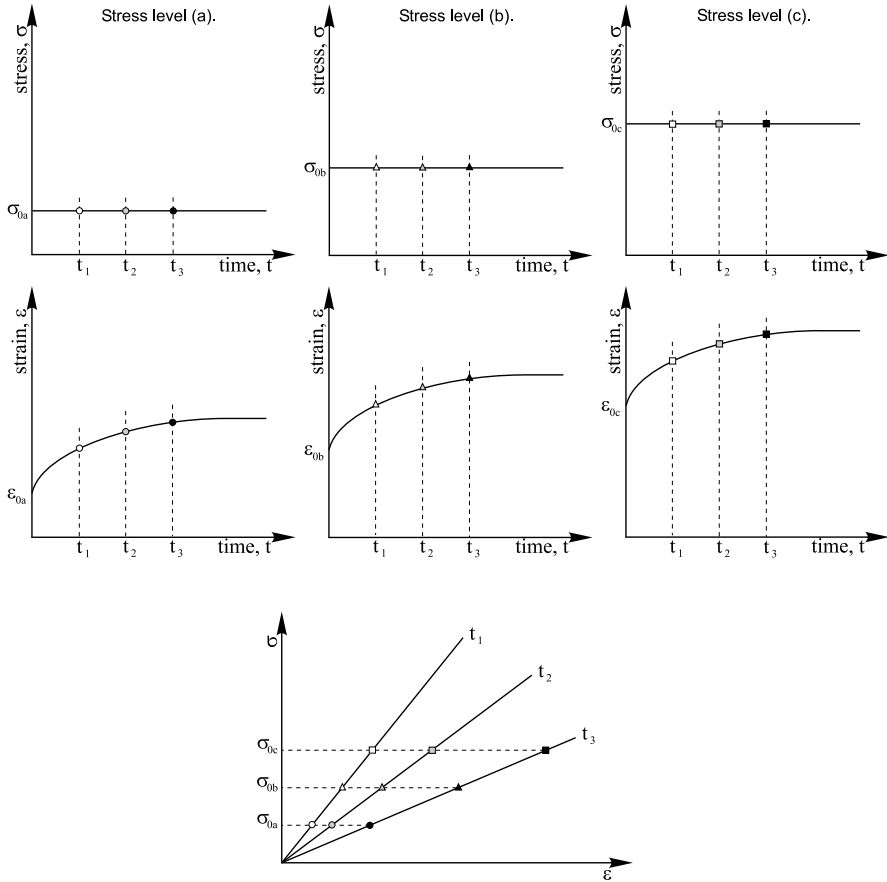 Stress level (a).
stress, σ
σ0a
t1 t2 t3 time, t
Stress level (b).
stress, σ
σ0b
t1 t2 t3 time, t
Stress level (c).
stress, σ
σ0c
t1 t2 t3 time, t
strain, ε
ε0a
t1 t2 t3 time, t
strain, ε
ε0b
t1 t2 t3 time, t
strain, ε
ε0c
t1 t2 t3 time, t
σ
t1
t2
t3
σ0c
σ0b
σ0a
ε